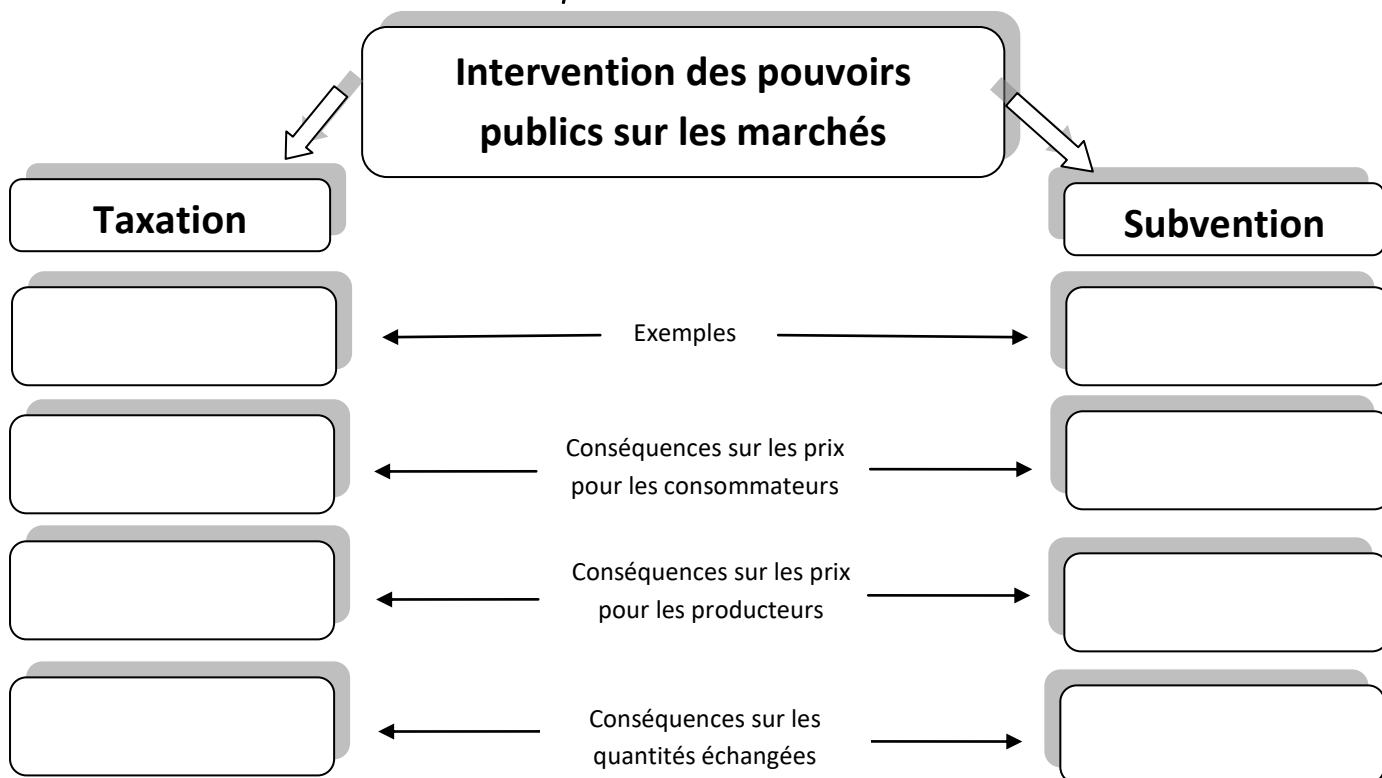 Intervention des pouvoirs
publics sur les marchés
Taxation
Subvention
Exemples
Conséquences sur les prix
pour les consommateurs
Conséquences sur les prix
pour les producteurs
Conséquences sur les
quantités échangées